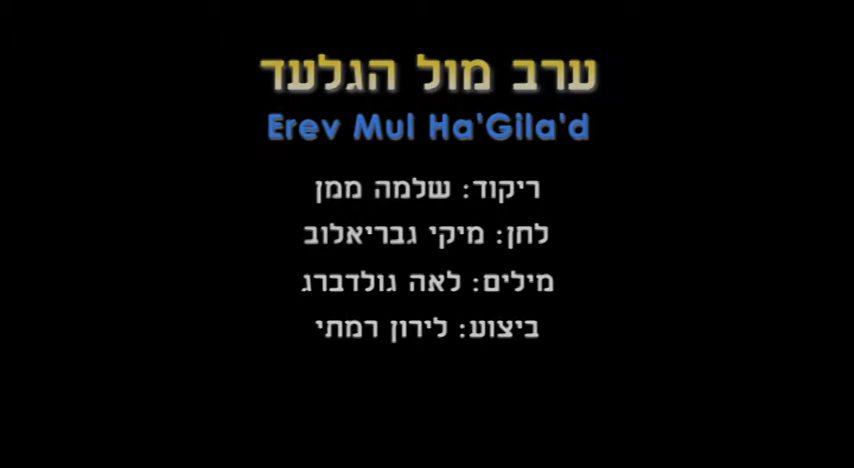 ערב מול הגלעד
Erev Mul Ha'Gila'd
ריקוד: שלמה ממן
לחן: מיקי גבריאלוב
מילים: לאה גולדברג
ביצוע: לירון רמתי